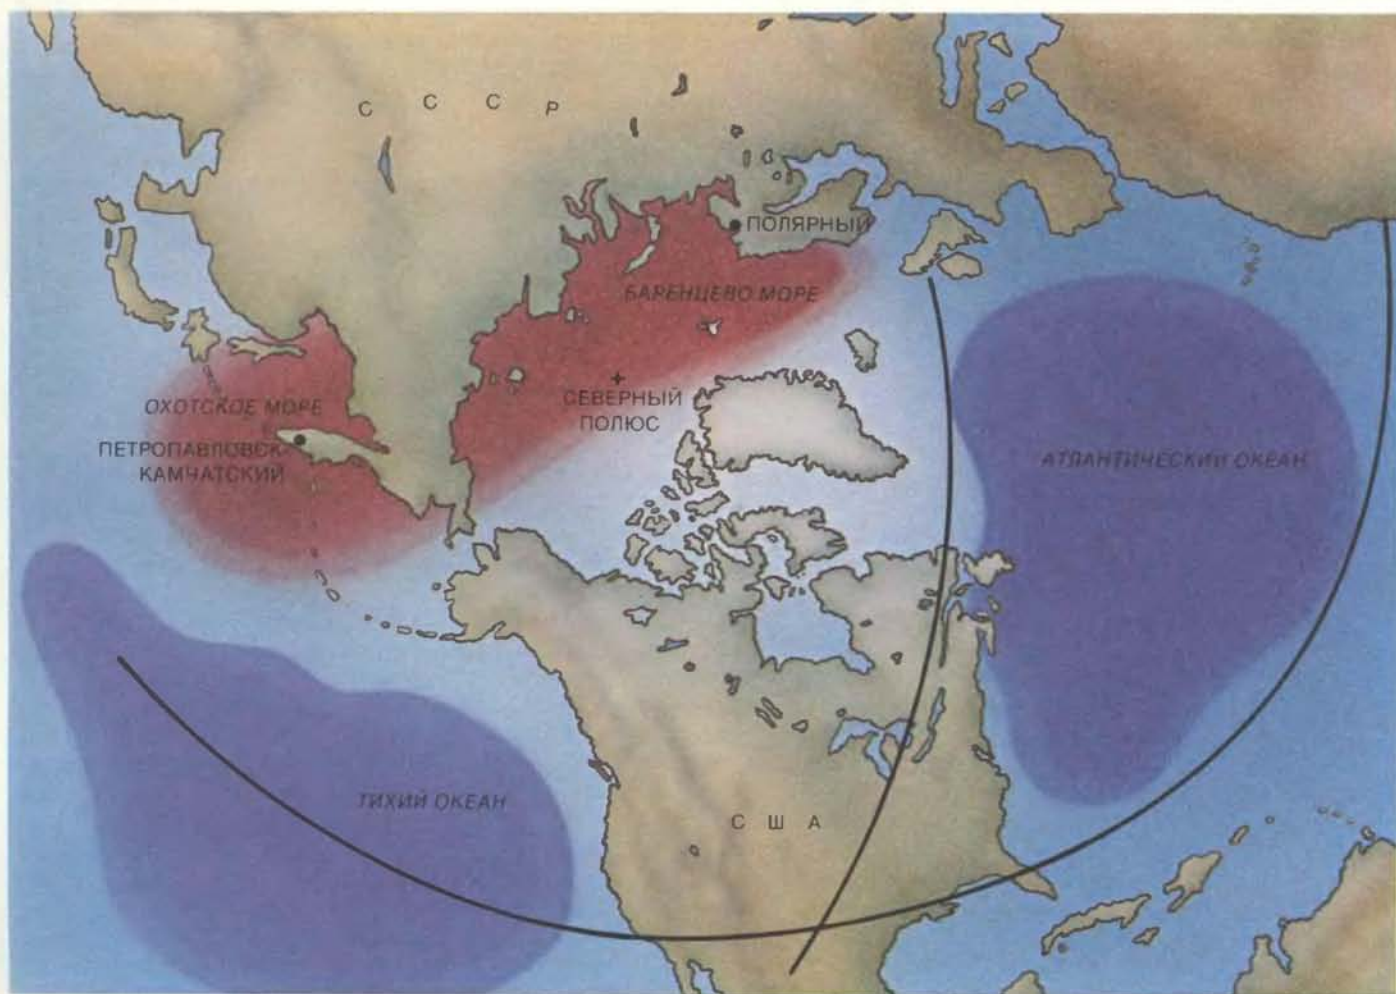 С С С Р
ПОЛЯРНЫЙ
БАРЕНЦЕВО МОРЕ
СЕВЕРНЫЙ
ПОЛЮС
ОХОТСКОЕ МОРЕ
ПЕТРОПАВЛОВСК-
КАМЧАТСКИЙ
АТЛАНТИЧЕСКИЙ ОКЕАН
ТИХИЙ ОКЕАН
С Ш А